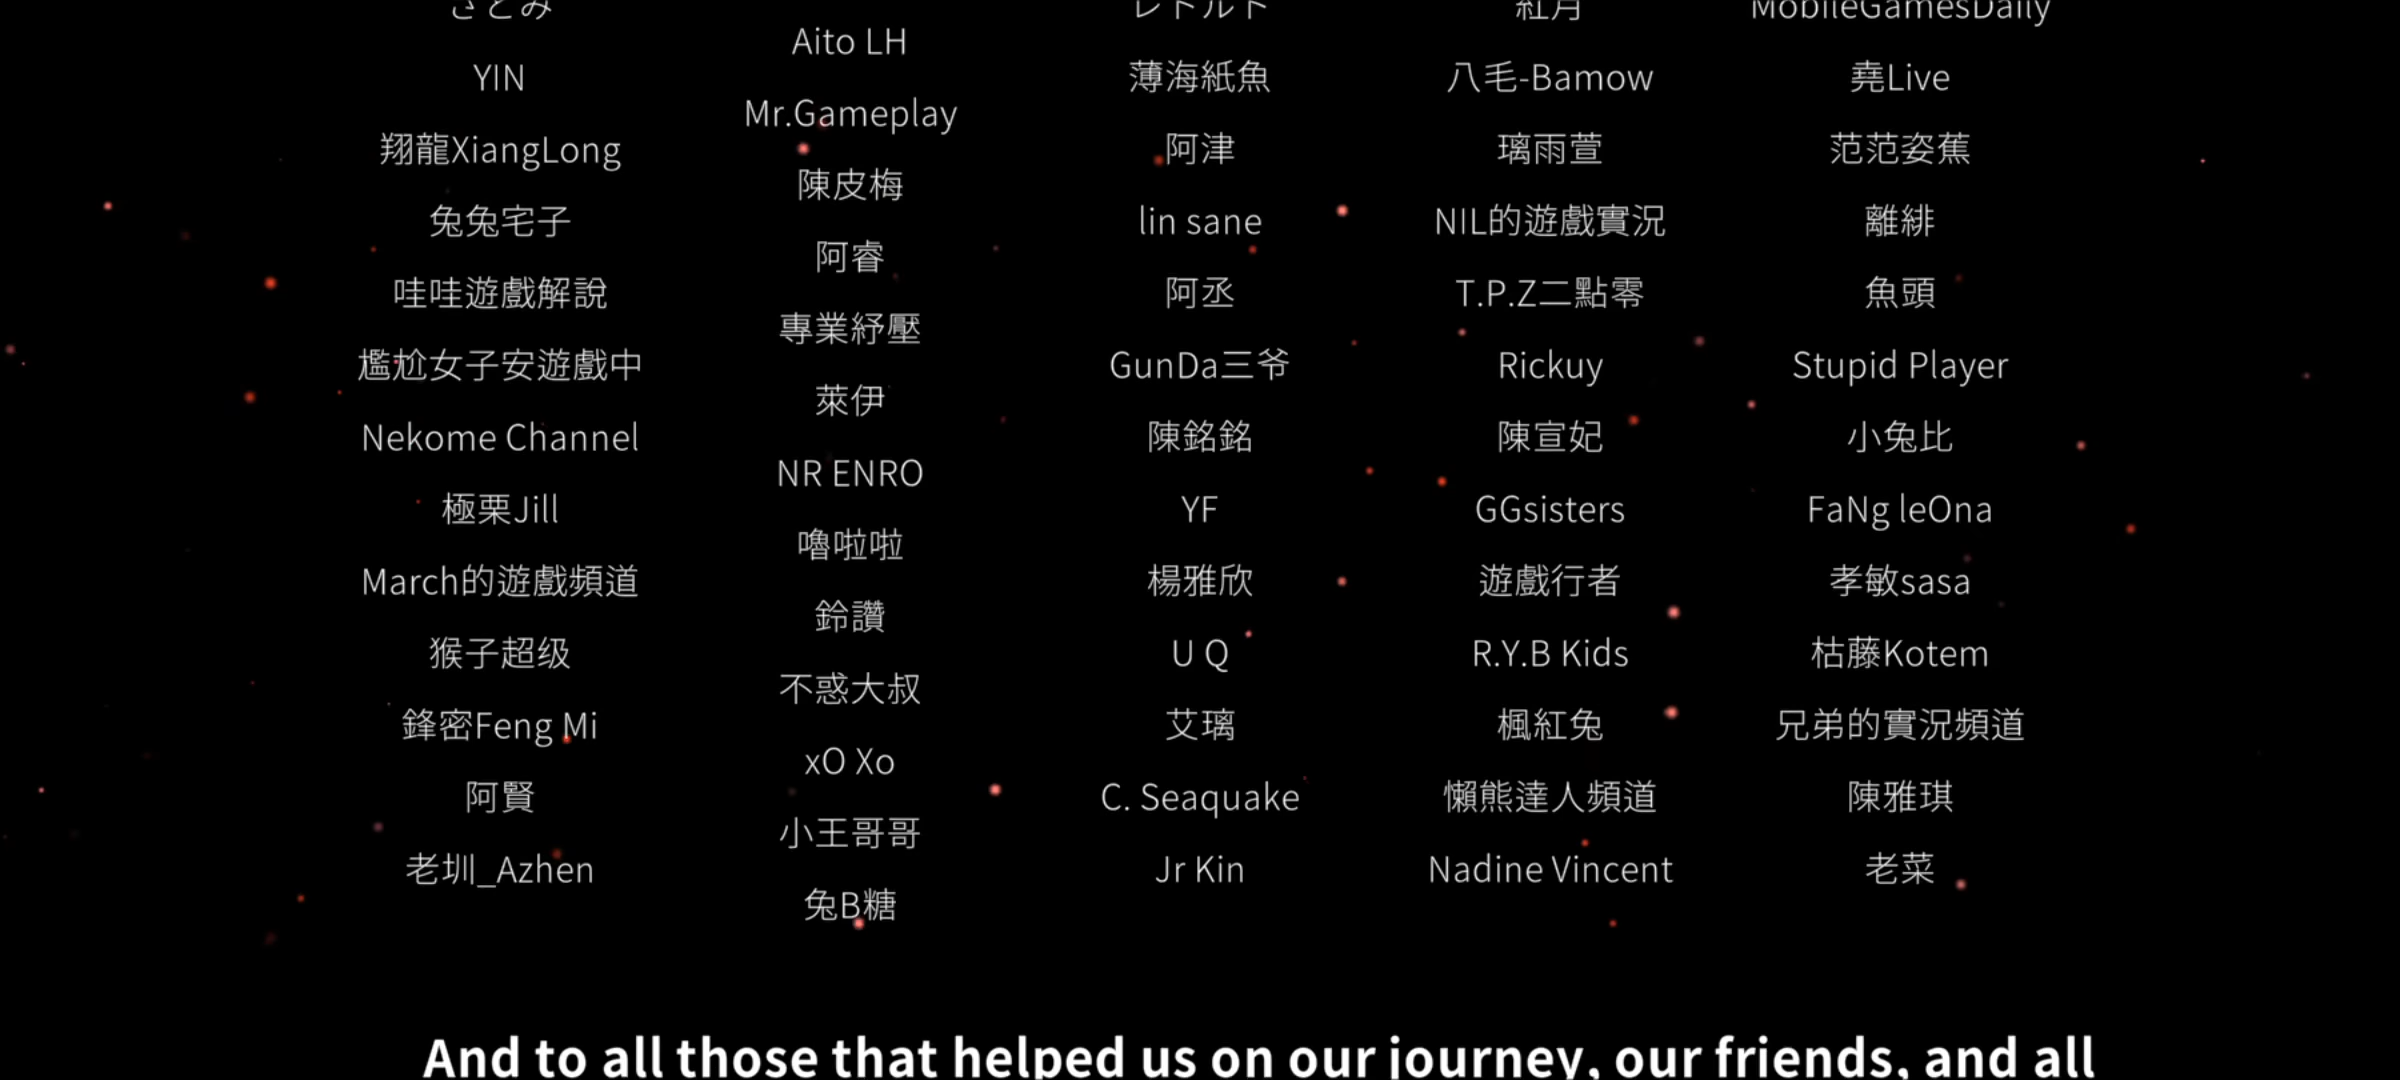 さとみ
YIN
翔龍XiangLong
兔兔宅子
哇哇遊戲解說
尷尬女子安遊戲中
Nekome Channel
極栗Jill
March的遊戲頻道
猴子超级
鋒密Feng Mi
阿賢
老圳_Azhen
Aito LH
Mr.Gameplay
陳皮梅
阿睿
專業紓壓
萊伊
NR ENRO
嚕啦啦
鈴讚
不惑大叔
xO Xo
小王哥哥
兔B糖
レトルト
薄海紙魚
阿津
lin sane
阿丞
GunDa三爷
陳銘銘
YF
楊雅欣
U Q
艾璃
C. Seaquake
Jr Kin
紅月
八毛-Bamow
璃雨萱
NIL的遊戲實況
T.P.Z二點零
Rickuy
陳宣妃
GGsisters
遊戲行者
R.Y.B Kids
楓紅兔
懶熊達人頻道
Nadine Vincent
MobileGamesDaily
堯Live
范范姿蕉
離緋
魚頭
Stupid Player
小兔比
FaNg leOna
孝敏sasa
枯藤Kotem
兄弟的實況頻道
陳雅琪
老菜
And to all those that helped us on our journey, our friends, and all